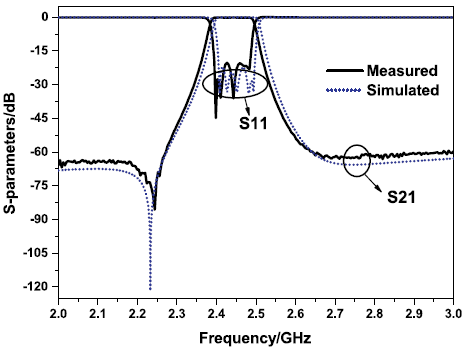 0
-15
-30
-45
-60
-75
-90
-105
-120
S-parameters/dB
Measured
Simulated
S11
S21
2.0 2.1 2.2 2.3 2.4 2.5 2.6 2.7 2.8 2.9 3.0
Frequency/GHz